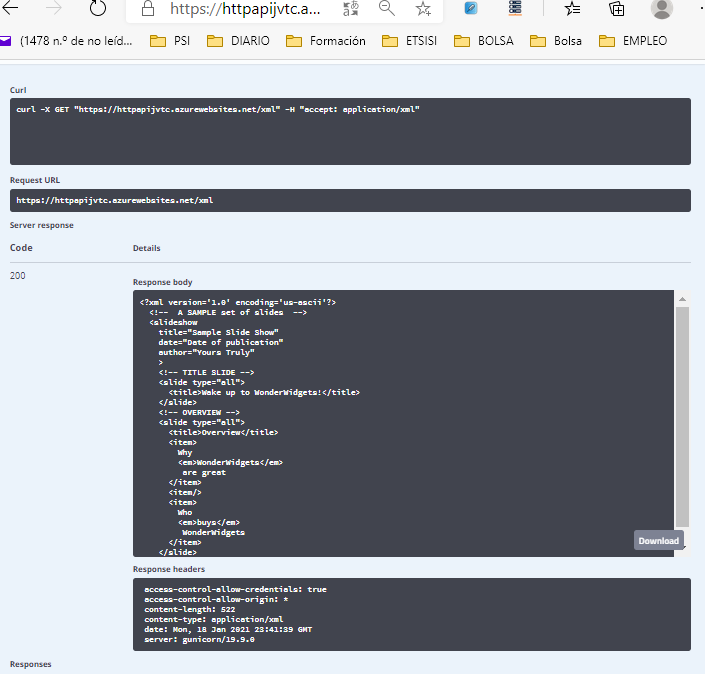 https://httpapijvtc.a...
(1478 n.º de no leíd...
PSI
DIARIO
Formación
ETSISI
BOLSA
Bolsa
EMPLEO
Curl
curl -X GET "https://httpapijvtc.azurewebsites.net/xml" -H "accept: application/xml"
Request URL
https://httpapijvtc.azurewebsites.net/xml
Server response
Code Details
200
Response body
<?xml version='1.0' encoding='us-ascii'?>
<!--  A SAMPLE set of slides  -->
<slideshow
title="Sample Slide Show"
date="Date of publication"
author="Yours Truly"
>
<!-- TITLE SLIDE -->
<slide type="all">
<title>Wake up to WonderWidgets!</title>
</slide>
<!-- OVERVIEW -->
<slide type="all">
<title>Overview</title>
<item>
Why
<em>WonderWidgets</em>
are great
</item>
<item/>
<item>
Who
<em>buys</em>
WonderWidgets
</item>
</slide>
Download
Response headers
access-control-allow-credentials: true
access-control-allow-origin: *
content-length: 522
content-type: application/xml
date: Mon, 18 Jan 2021 23:41:39 GMT
server: gunicorn/19.9.0
Responses